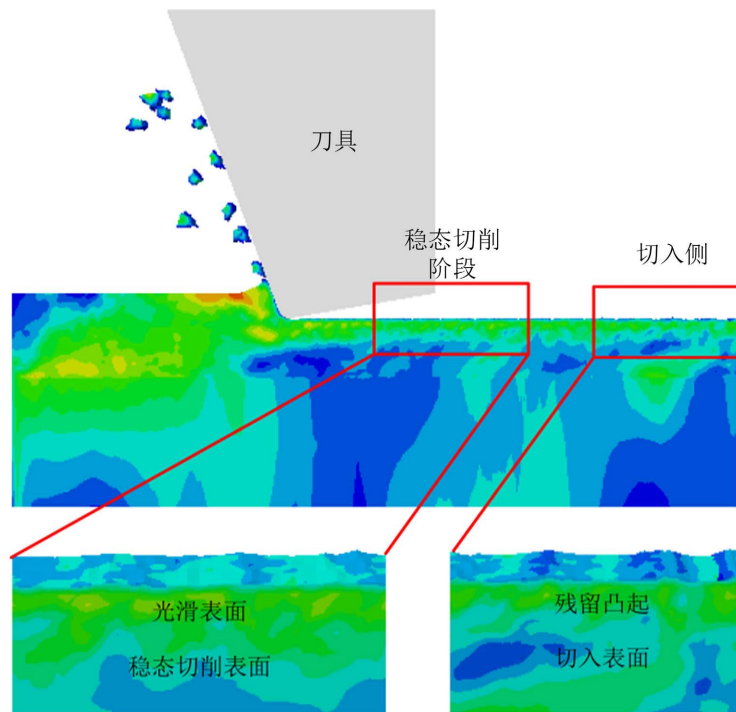 刀具
稳态切削
阶段
切入侧
光滑表面
稳态切削表面
残留凸起
切入表面